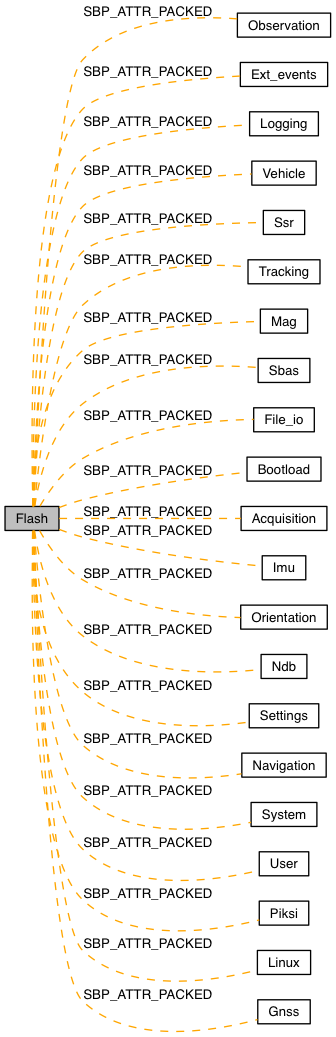 SBP_ATTR_PACKED
Observation
SBP_ATTR_PACKED
Ext_events
SBP_ATTR_PACKED
Logging
SBP_ATTR_PACKED
Vehicle
SBP_ATTR_PACKED
Ssr
SBP_ATTR_PACKED
Tracking
SBP_ATTR_PACKED
Mag
SBP_ATTR_PACKED
Sbas
SBP_ATTR_PACKED
File_io
SBP_ATTR_PACKED
Bootload
Flash
SBP_ATTR_PACKED
Acquisition
SBP_ATTR_PACKED
Imu
SBP_ATTR_PACKED
Orientation
SBP_ATTR_PACKED
Ndb
SBP_ATTR_PACKED
Settings
SBP_ATTR_PACKED
Navigation
SBP_ATTR_PACKED
System
SBP_ATTR_PACKED
User
SBP_ATTR_PACKED
Piksi
SBP_ATTR_PACKED
Linux
SBP_ATTR_PACKED
Gnss